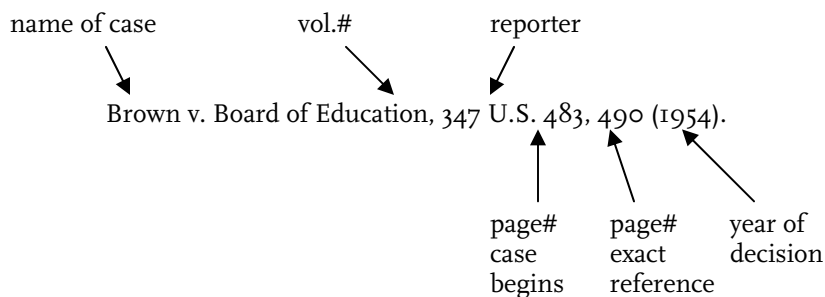 name of case vol.# reporter
Brown v. Board of Education, 347 U.S. 483, 490 (1954).
page# page# year of
case exact decision
begins reference